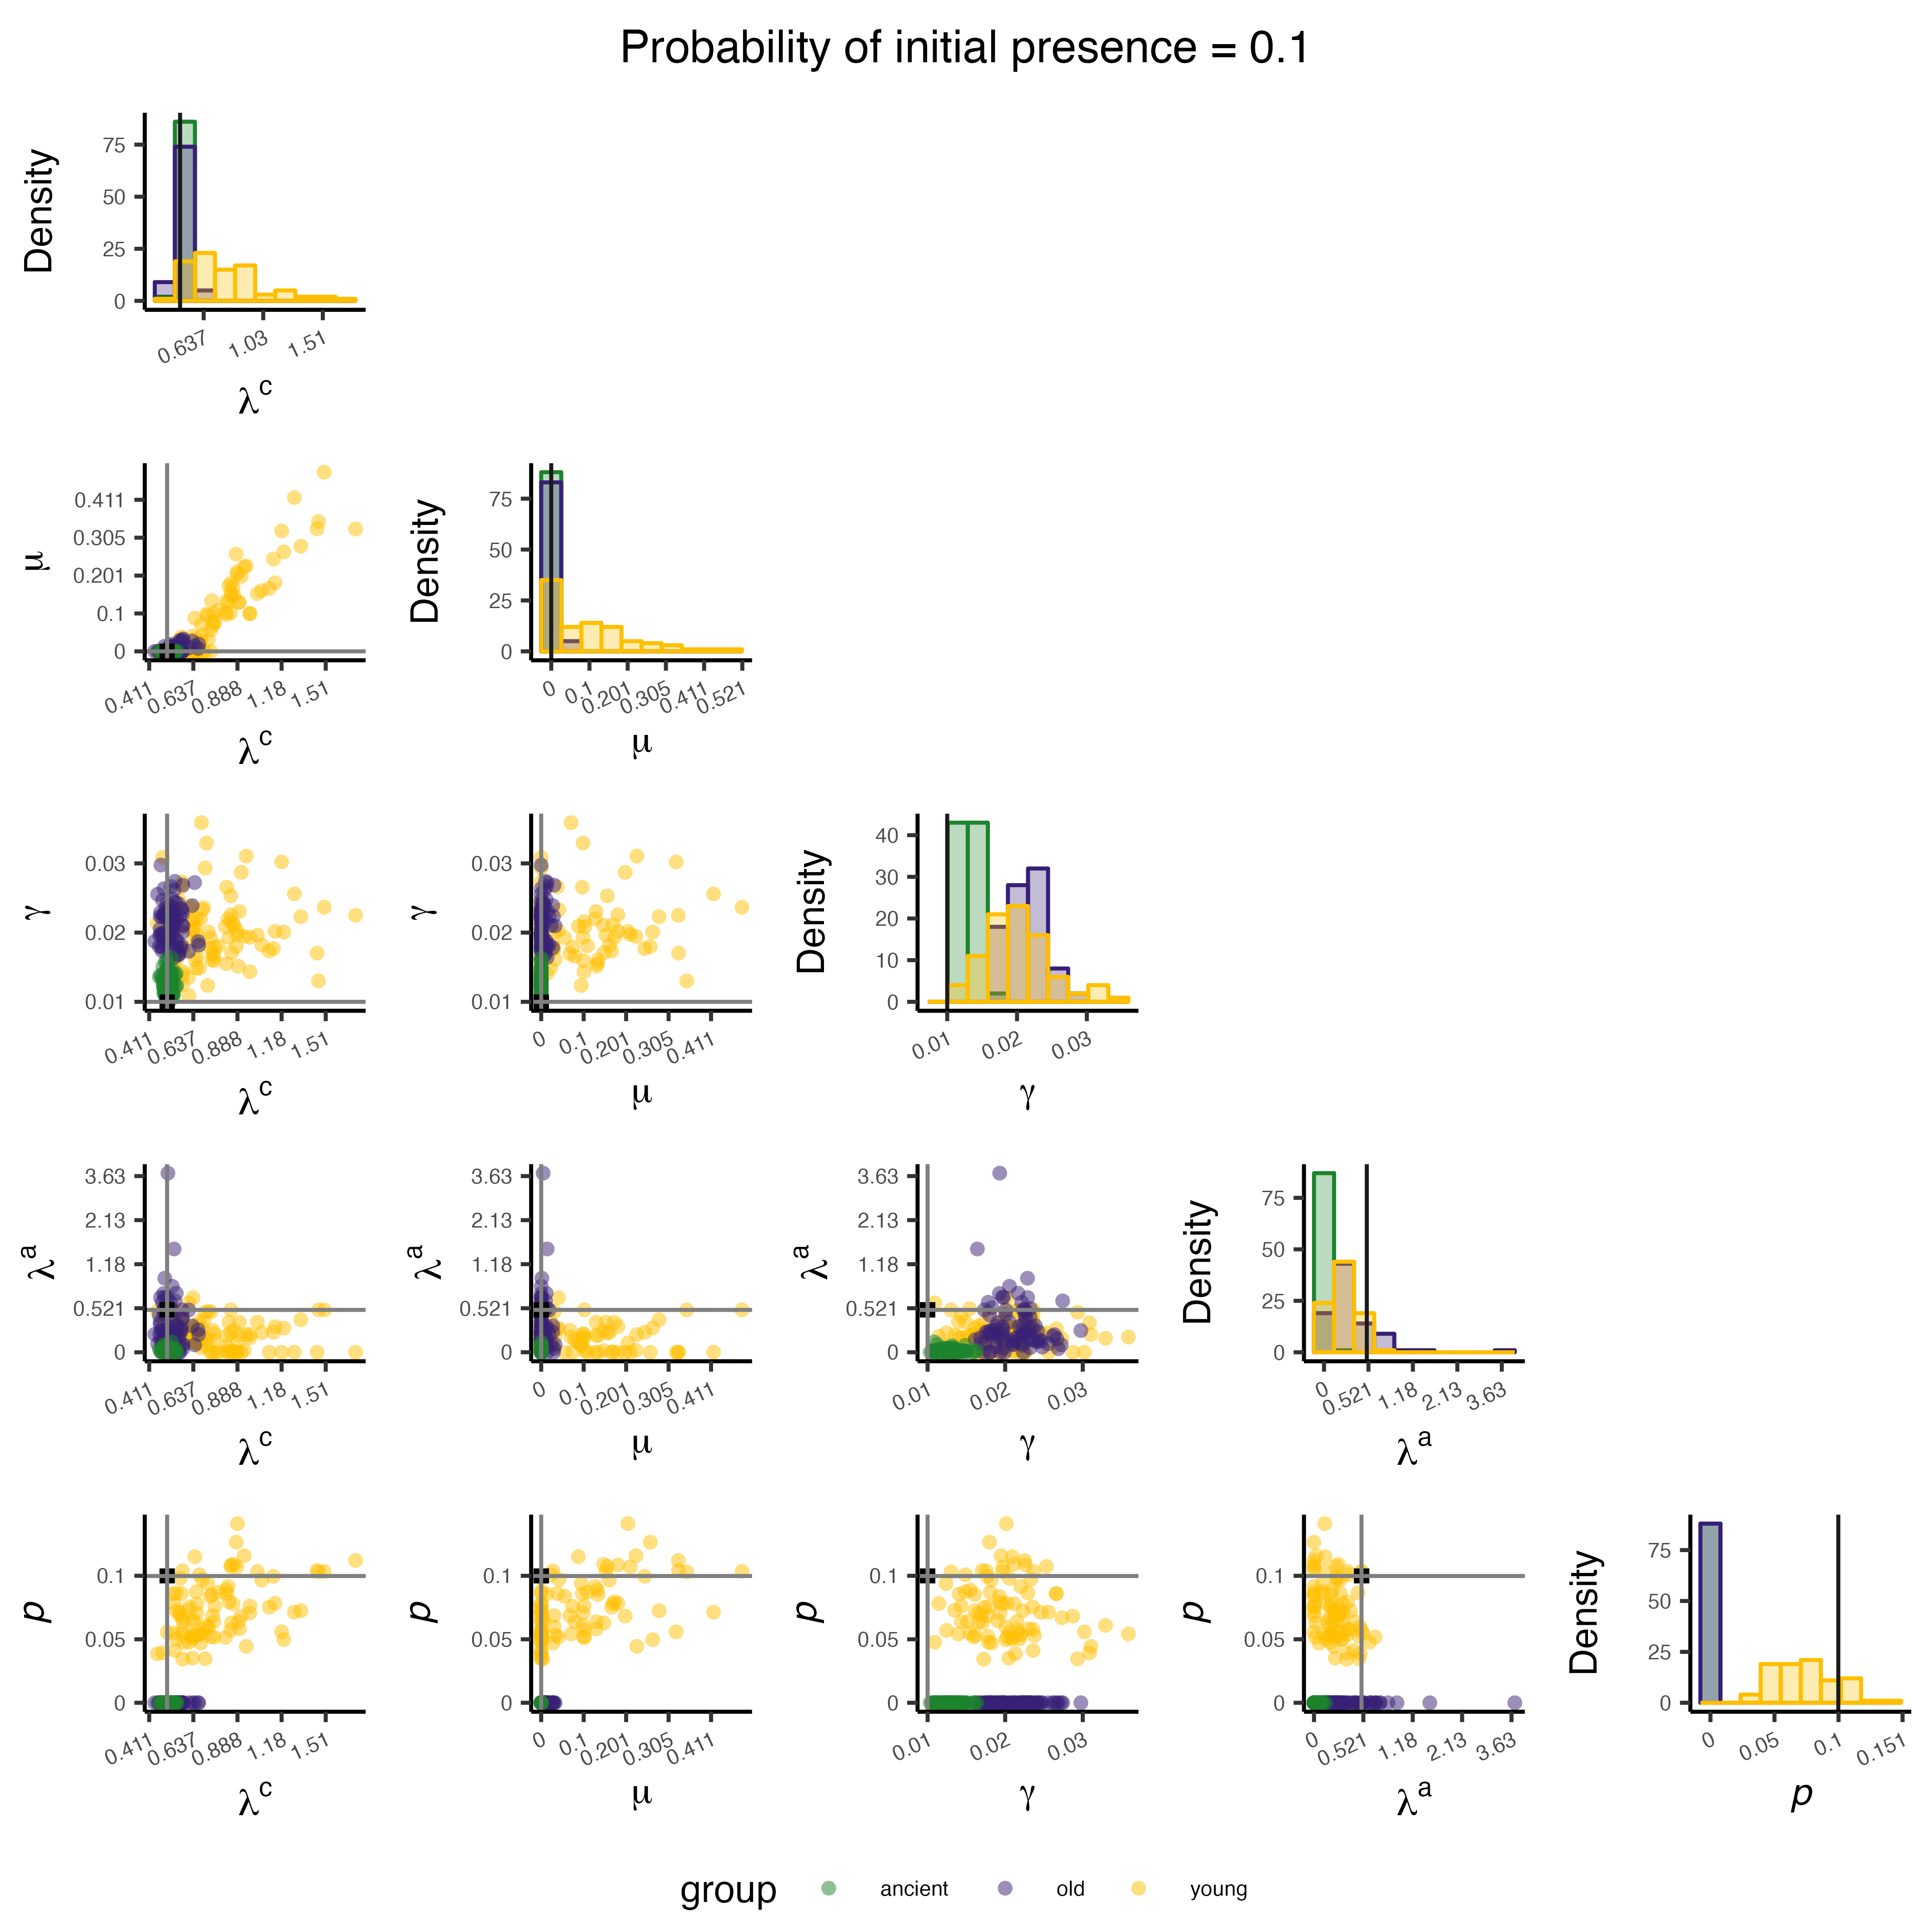 Probability of initial presence = 0.1
Density
75
50
25
0
0.637 1.03 1.51
λc
μ
0.411
0.305
0.201
0.1
0
0.411 0.637 0.888 1.18 1.51
λc
Density
75
50
25
0
0 0.1 0.201 0.305 0.411 0.521
μ
γ
0.03
0.02
0.01
0.411 0.637 0.888 1.18 1.51
λc
γ
0.03
0.02
0.01
0 0.1 0.201 0.305 0.411
μ
Density
40
30
20
10
0
0.01 0.02 0.03
γ
λa
3.63
2.13
1.18
0.521
0
0.411 0.637 0.888 1.18 1.51
λc
λa
3.63
2.13
1.18
0.521
0
0 0.1 0.201 0.305 0.411
μ
λa
3.63
2.13
1.18
0.521
0
0.01 0.02 0.03
γ
Density
75
50
25
0
0 0.521 1.18 2.13 3.63
λa
p
0.1
0.05
0
0.411 0.637 0.888 1.18 1.51
λc
p
0.1
0.05
0
0 0.1 0.201 0.305 0.411
μ
p
0.1
0.05
0
0.01 0.02 0.03
γ
p
0.1
0.05
0
0 0.521 1.18 2.13 3.63
λa
Density
75
50
25
0
0 0.05 0.1 0.151
p
group ancient old young